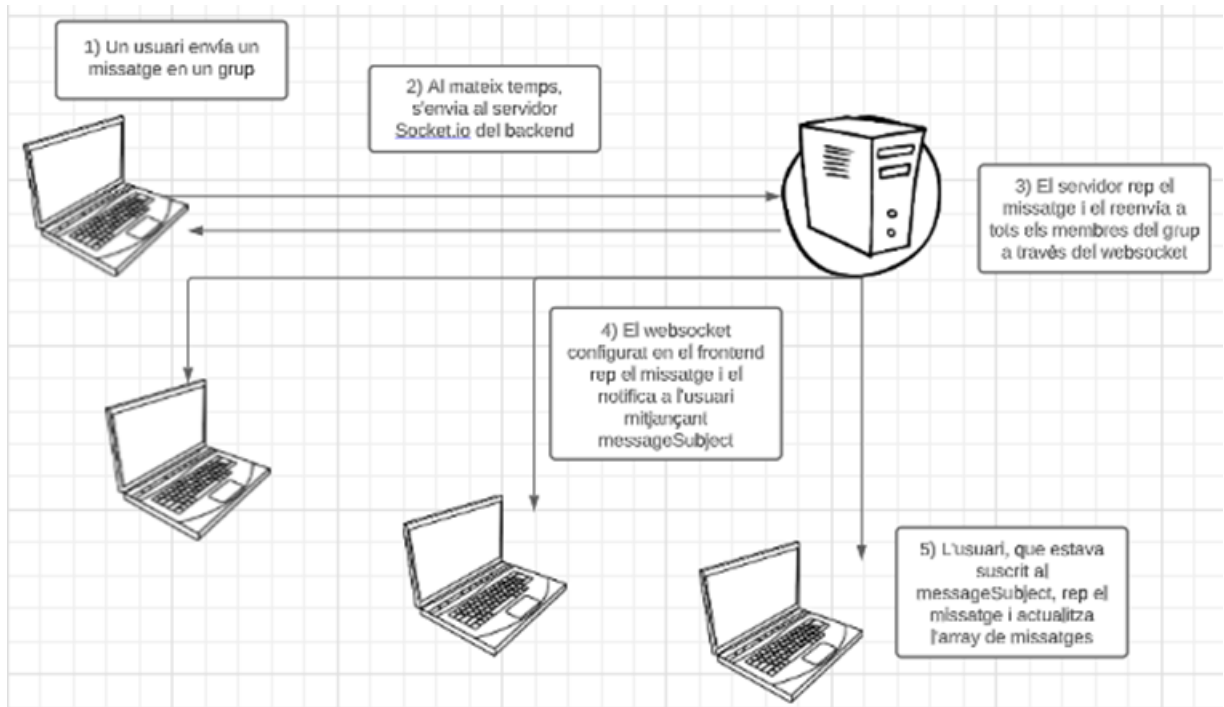 1) Un usuari envía un
missatge en un grup
2) Al mateix temps,
s'envia al servidor
Socket.io del backend
3) El servidor rep el
missatge i el reenvía a
tots els membres del grup
a través del websocket
4) El websocket
configurat en el frontend
rep el missatge i el
notifica a l'usuari
mitjançant
messageSubject
5) L'usuari, que estava
suscrit al
messageSubject, rep el
missatge i actualitza
l'array de missatges